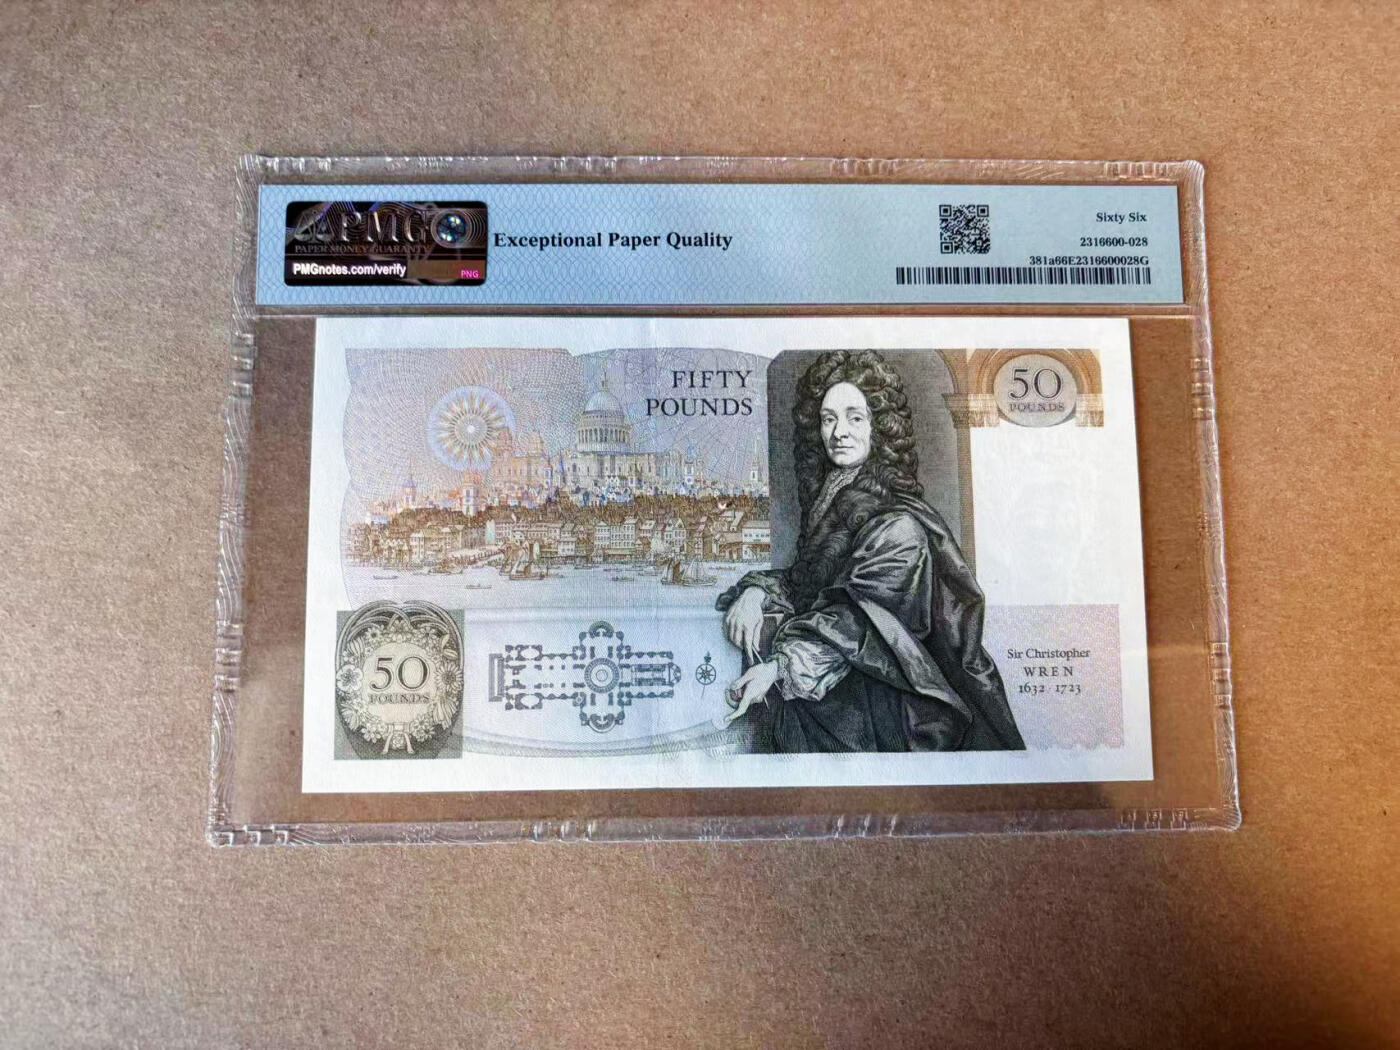 PMG
PAPER MONEY GUARANTY
PMGnotes.com/verify
PNG
Exceptional Paper Quality
Sixty Six
2316600-028
381a66E2316600028G
FIFTY
POUNDS
50
POUNDS
50
POUNDS
Sir Christopher
WREN
1632 · 1723